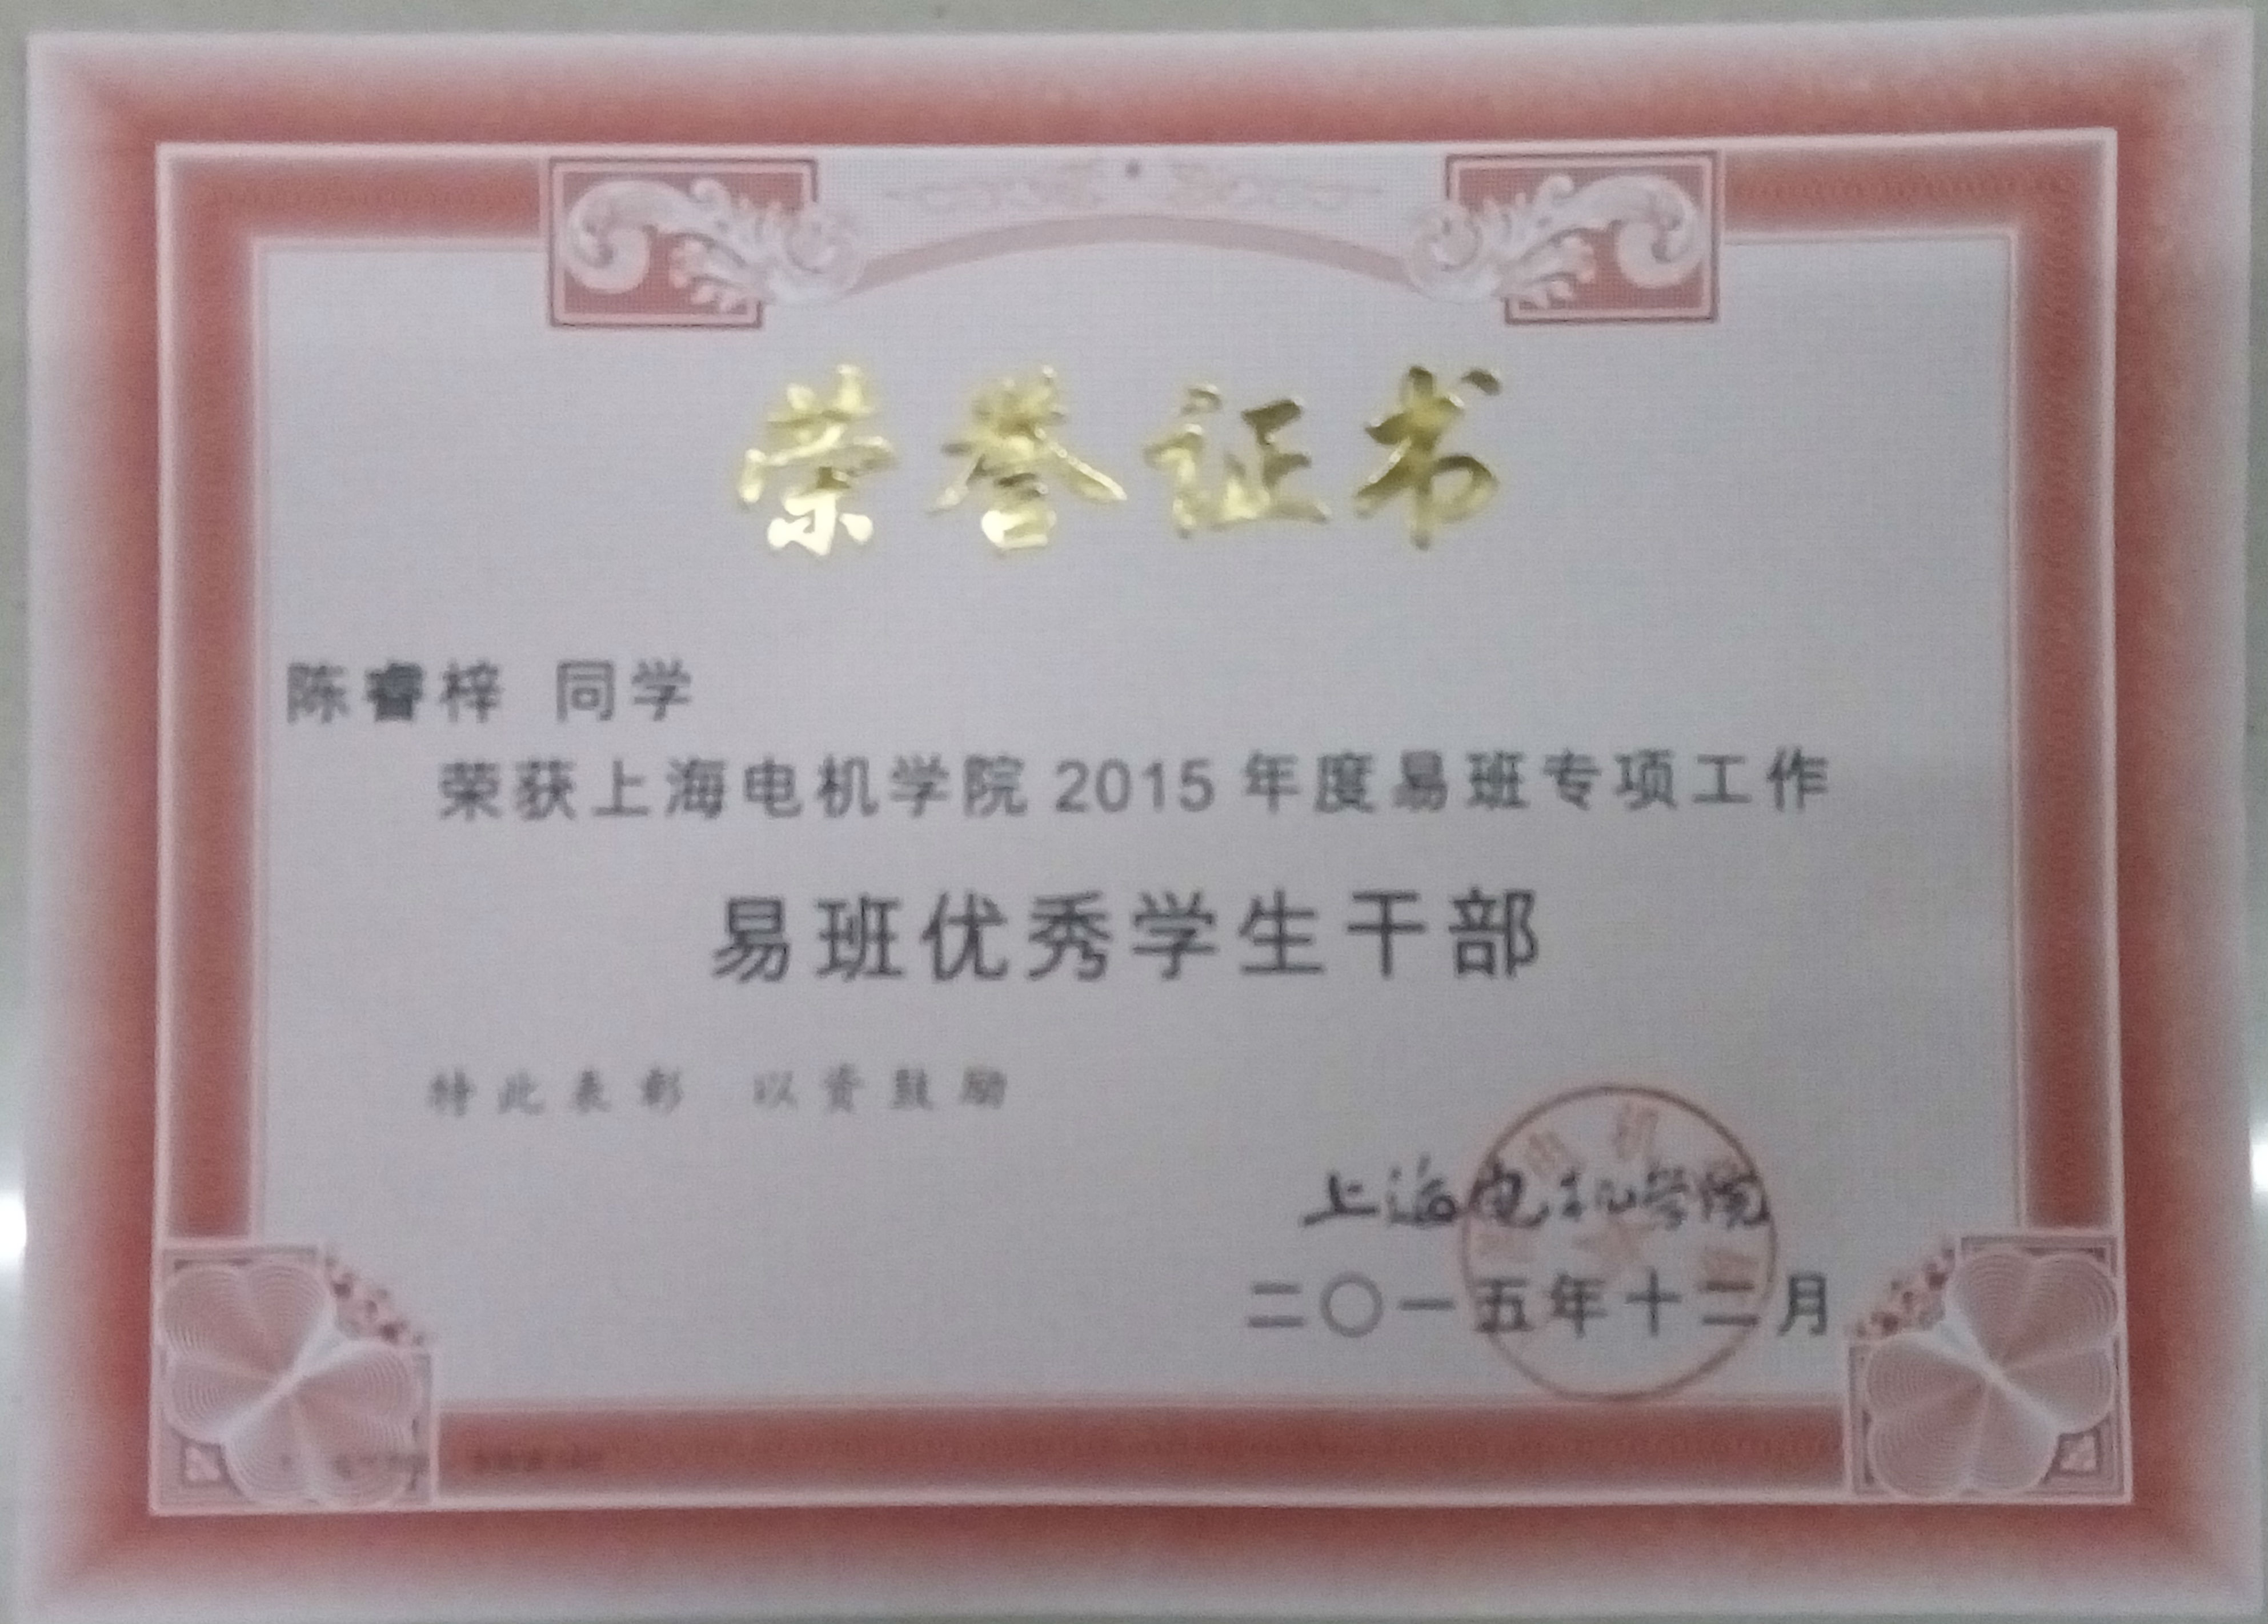 荣誉证书
陈睿梓 同学
荣获上海电机学院 2015 年度易班专项工作
易班优秀学生干部
特此表彰 以资鼓励
上海电机学院
二〇一五年十二月